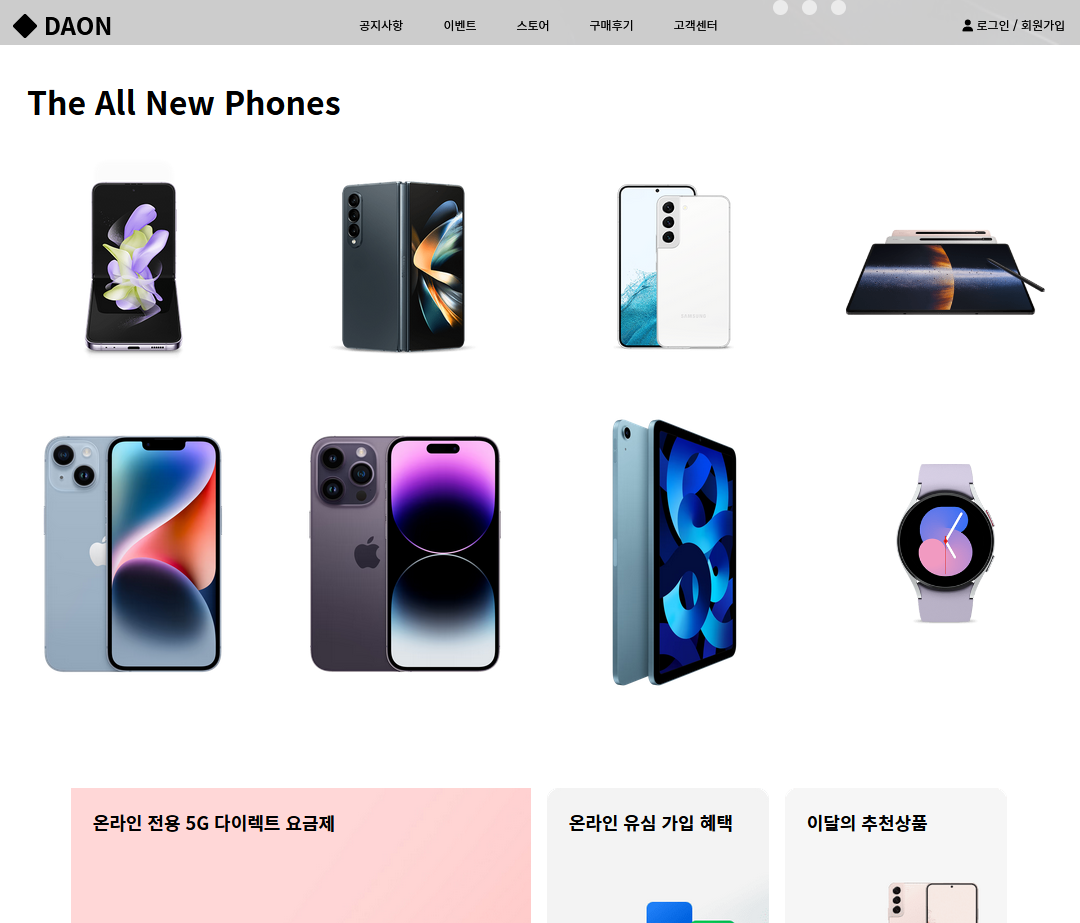 DAON
공지사항 이벤트 스토어 구매후기 고객센터
로그인 / 회원가입
The All New Phones
SAMSUNG
온라인 전용 5G 다이렉트 요금제
온라인 유심 가입 혜택
이달의 추천상품